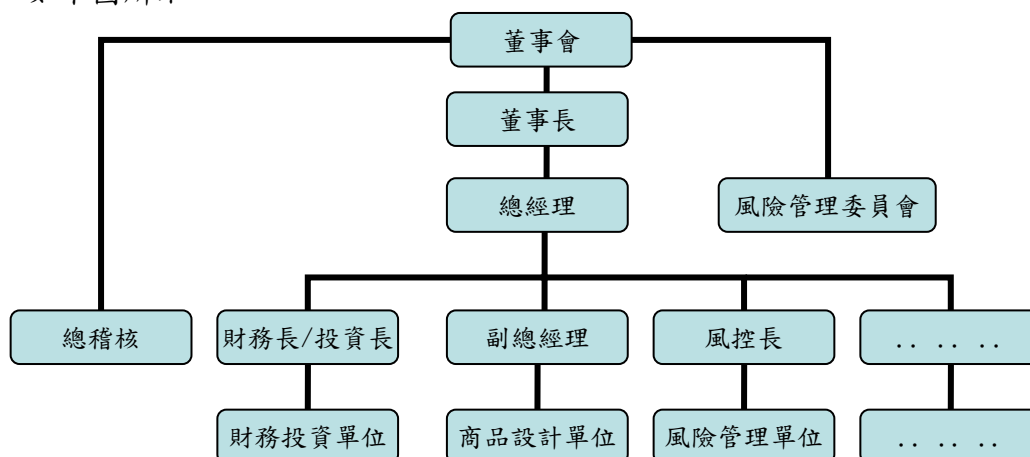 董事會
董事長
總經理
風險管理委員會
總稽核
財務長/投資長
副總經理
風控長
.. .. ..
財務投資單位
商品設計單位
風險管理單位
.. .. ..